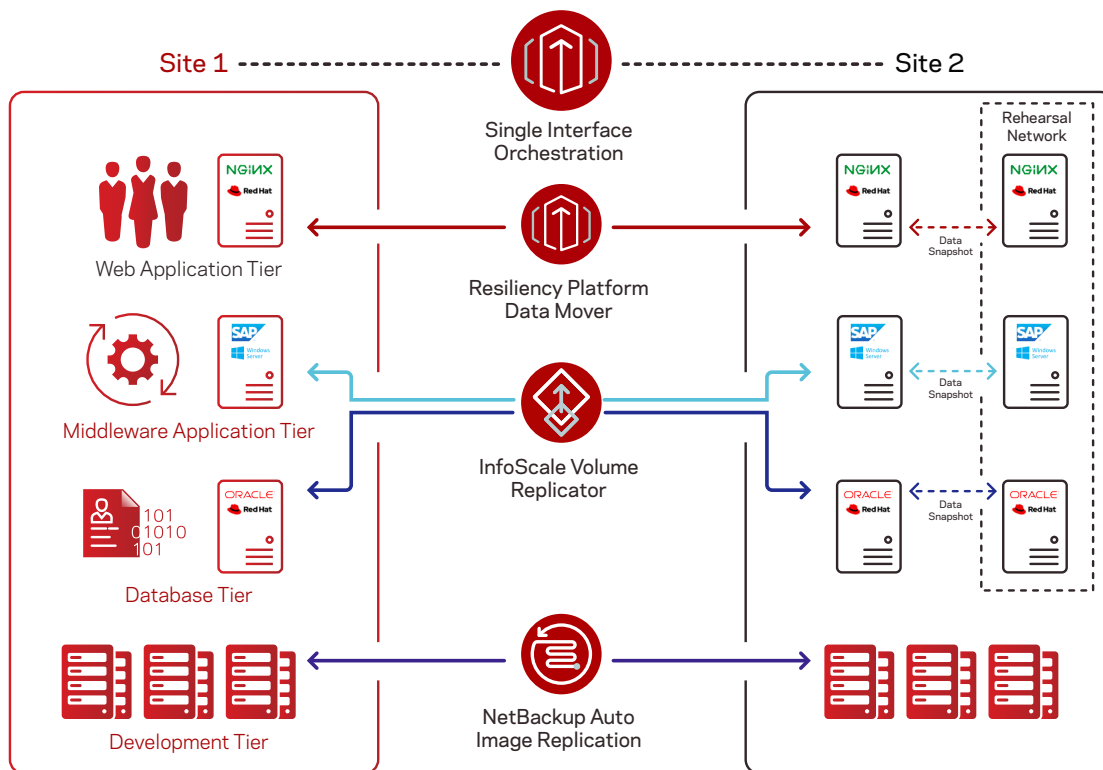 Site 1
Site 2
Single Interface
Orchestration
Rehearsal
Network
NGINX
Red Hat
Web Application Tier
Resiliency Platform
Data Mover
NGINX
Red Hat
Data
Snapshot
NGINX
Red Hat
SAP
Windows
Server
Middleware Application Tier
InfoScale Volume
Replicator
SAP
Windows
Server
Data
Snapshot
SAP
Windows
Server
101
01010
101
ORACLE
Red Hat
Database Tier
ORACLE
Red Hat
Data
Snapshot
ORACLE
Red Hat
Development Tier
NetBackup Auto
Image Replication